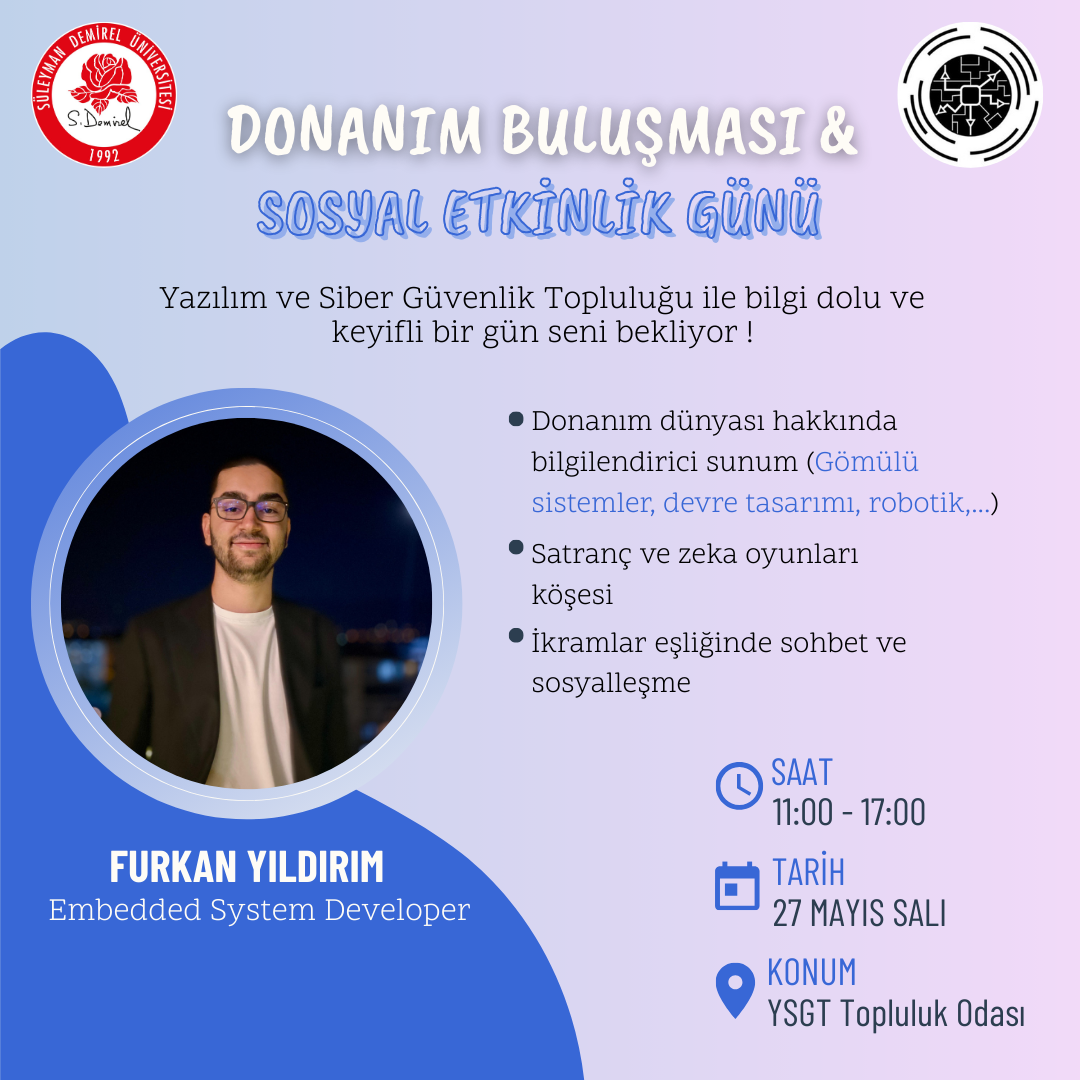 SÜLEYMAN DEMİREL ÜNİVERSİTESİ
S. Demirel
1992
DONANIM BULUŞMASI &
SOSYAL ETKİNLİK GÜNÜ
Yazılım ve Siber Güvenlik Topluluğu ile bilgi dolu ve
keyifli bir gün seni bekliyor !
Donanım dünyası hakkında
bilgilendirici sunum (Gömülü
sistemler, devre tasarımı, robotik,...)
Satranç ve zeka oyunları
köşesi
İkramlar eşliğinde sohbet ve
sosyalleşme
FURKAN YILDIRIM
Embedded System Developer
SAAT
11:00 - 17:00
TARİH
27 MAYIS SALI
KONUM
YSGT Topluluk Odası